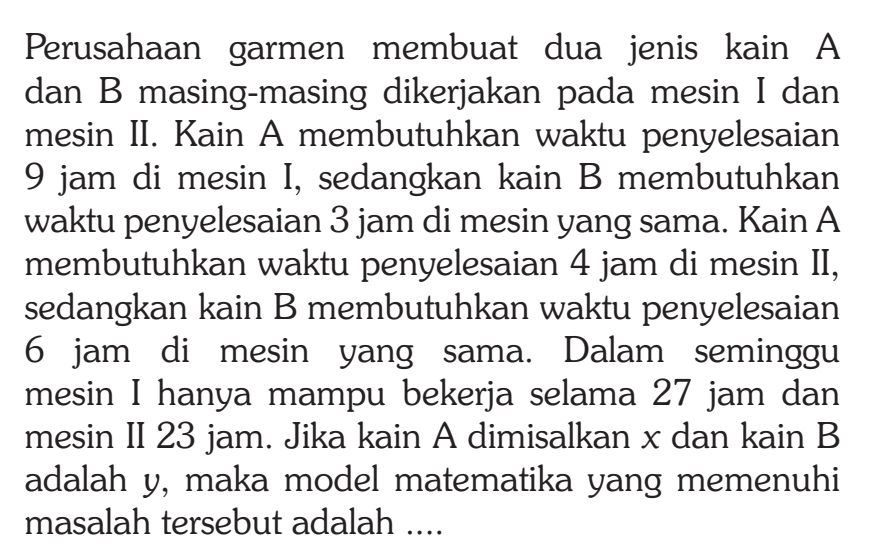 Perusahaan garmen membuat dua jenis kain A
dan B masing-masing dikerjakan pada mesin I dan
mesin II. Kain A membutuhkan waktu penyelesaian
9 jam di mesin I, sedangkan kain B membutuhkan
waktu penyelesaian 3 jam di mesin yang sama. Kain A
membutuhkan waktu penyelesaian 4 jam di mesin II,
sedangkan kain B membutuhkan waktu penyelesaian
6 jam di mesin yang sama. Dalam seminggu
mesin I hanya mampu bekerja selama 27 jam dan
mesin II 23 jam. Jika kain A dimisalkan x dan kain B
adalah y, maka model matematika yang memenuhi
masalah tersebut adalah ....